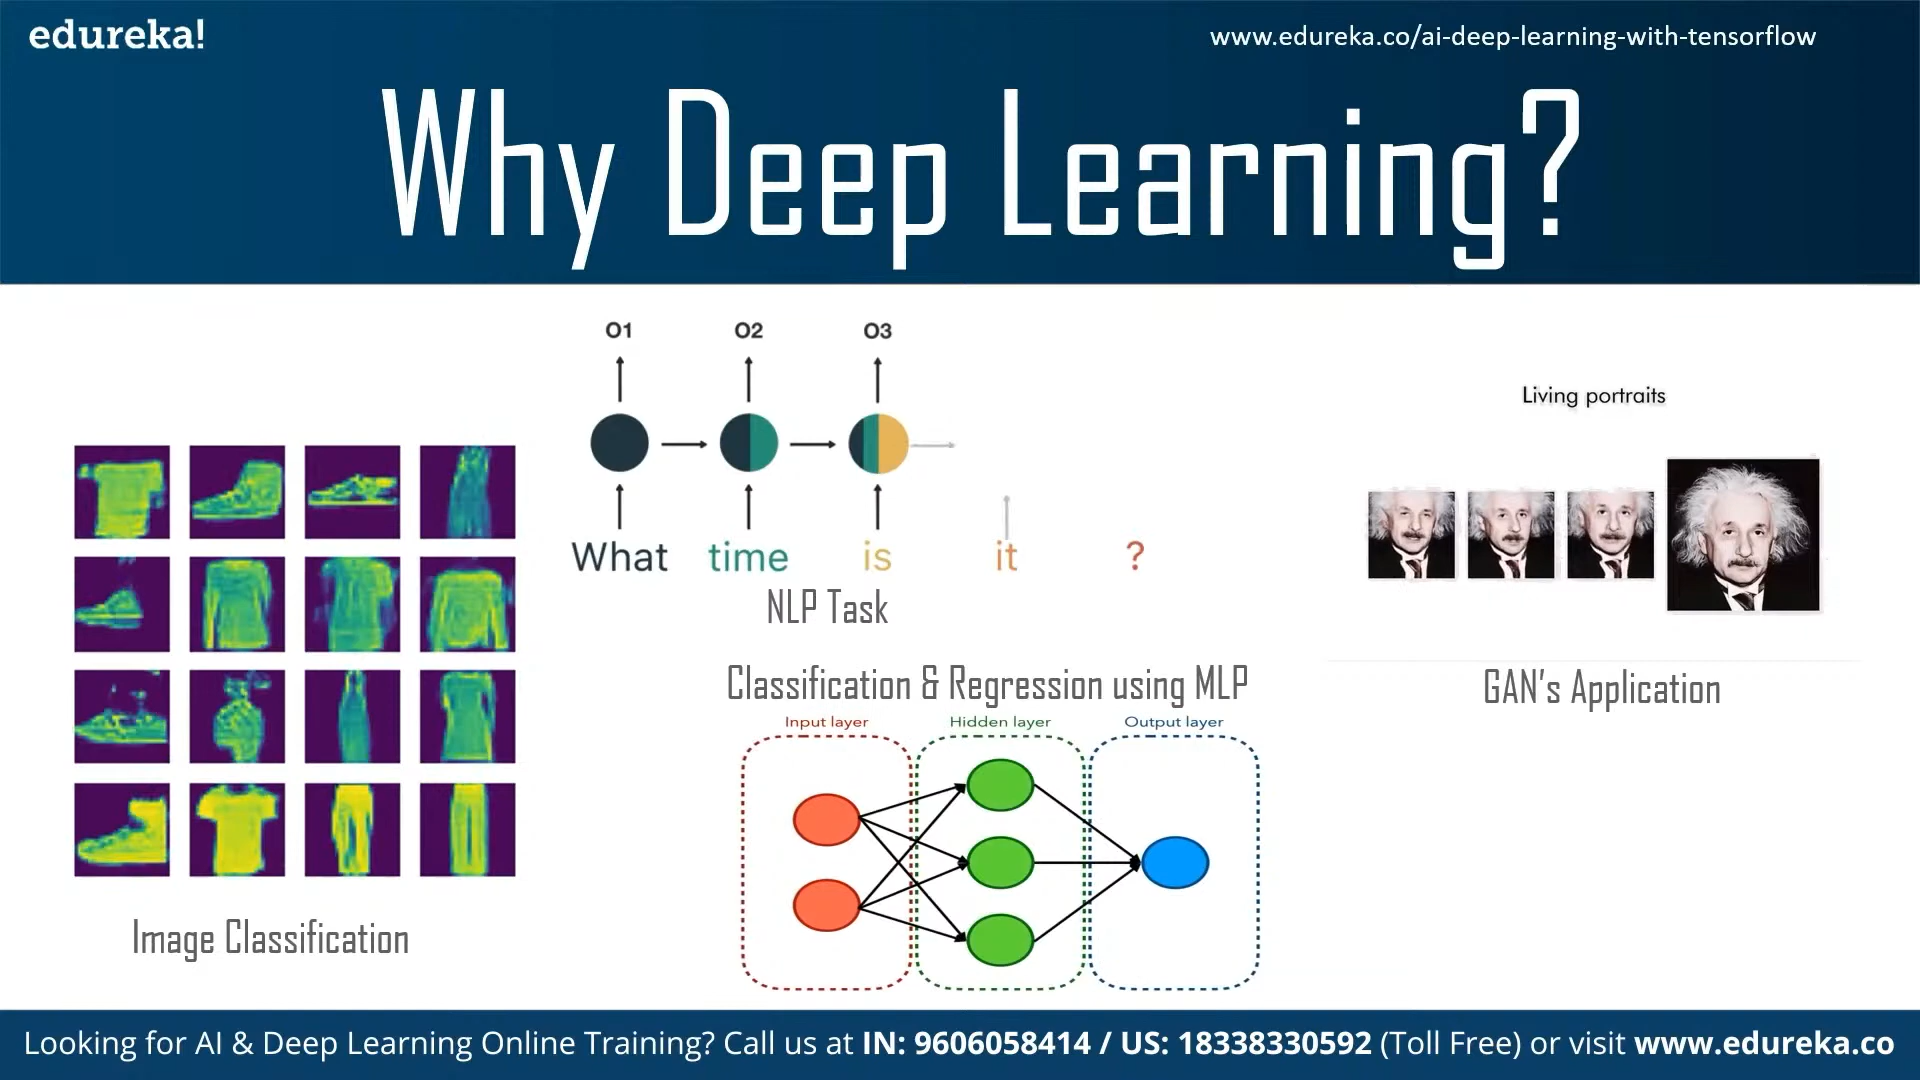 edureka!
www.edureka.co/ai-deep-learning-with-tensorflow
Why Deep Learning?
O1 O2 O3
What time is it ?
NLP Task
Living portraits
GAN's Application
Classification & Regression using MLP
Input layer Hidden layer Output layer
Image Classification
Looking for AI & Deep Learning Online Training? Call us at IN: 9606058414 / US: 18338330592 (Toll Free) or visit www.edureka.co